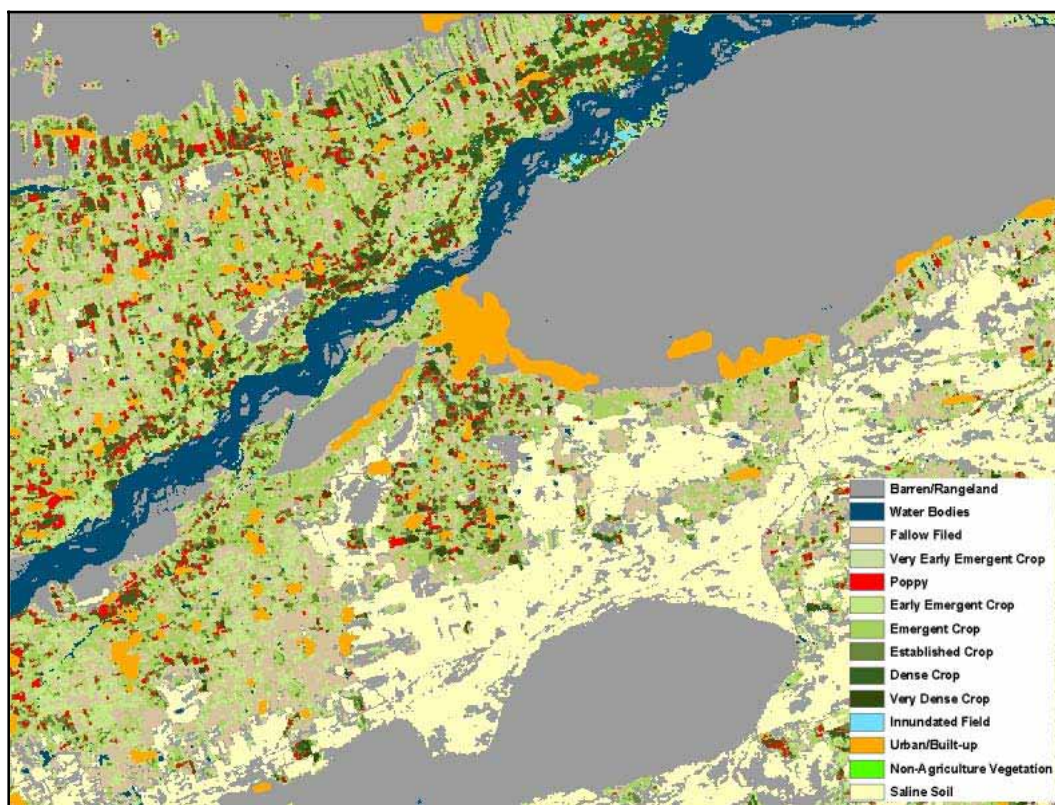 Barren/Rangeland
Water Bodies
Fallow Filed
Very Early Emergent Crop
Poppy
Early Emergent Crop
Emergent Crop
Established Crop
Dense Crop
Very Dense Crop
Innundated Field
Urban/Built-up
Non-Agriculture Vegetation
Saline Soil